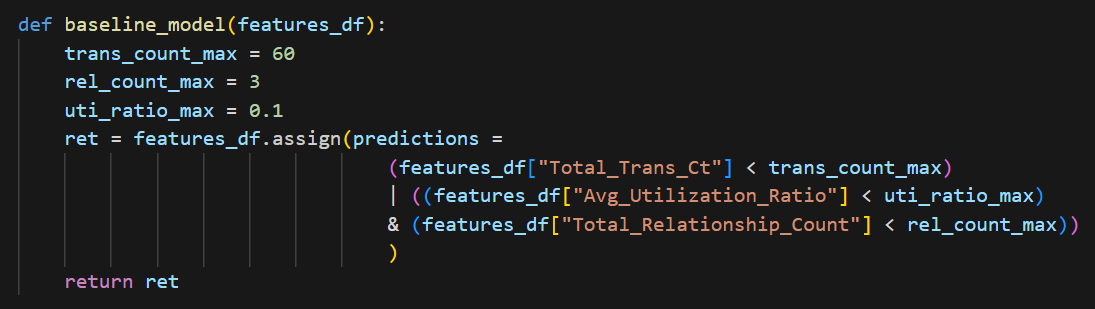 def baseline_model(features_df):
    trans_count_max = 60
    rel_count_max = 3
    uti_ratio_max = 0.1
    ret = features_df.assign(predictions =
                                (features_df["Total_Trans_Ct"] < trans_count_max)
                                | ((features_df["Avg_Utilization_Ratio"] < uti_ratio_max)
                                & (features_df["Total_Relationship_Count"] < rel_count_max))
                                )
    return ret